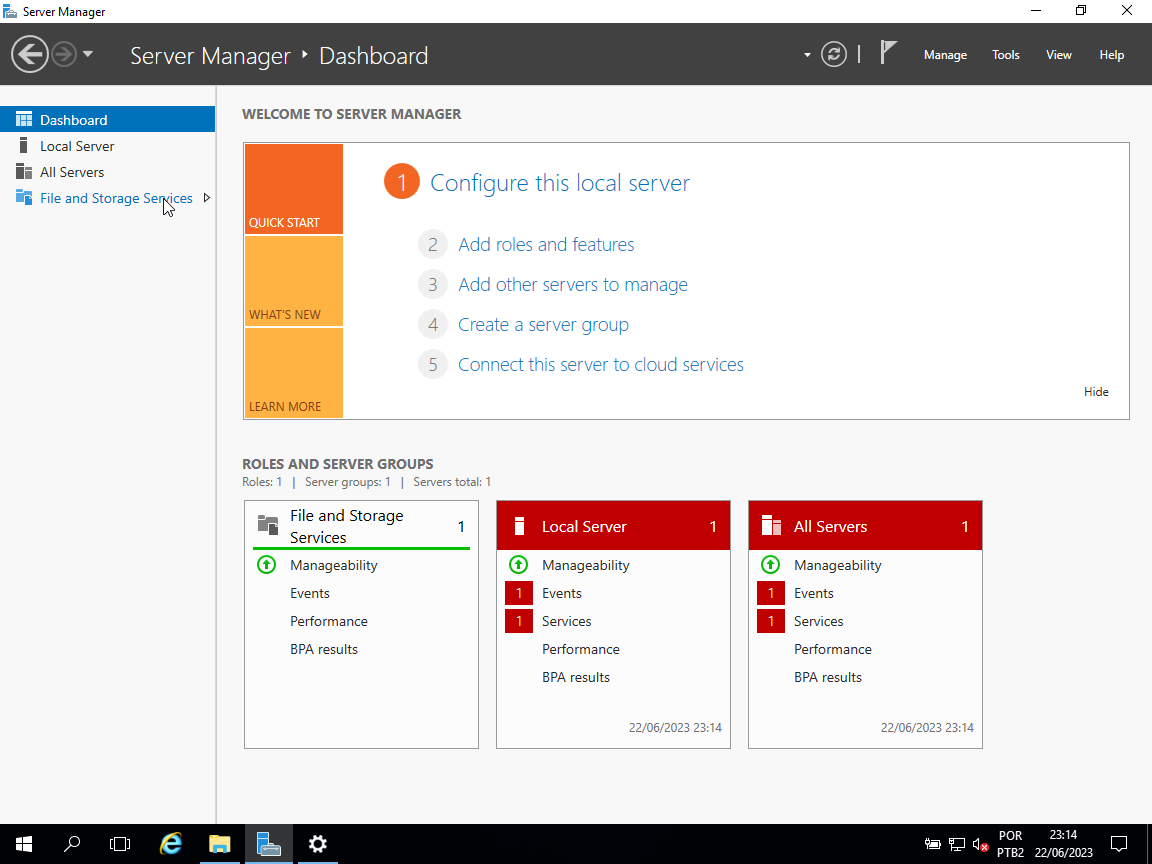 Server Manager
Server Manager ‣ Dashboard
Manage Tools View Help
Dashboard
Local Server
All Servers
File and Storage Services
WELCOME TO SERVER MANAGER
QUICK START
WHAT'S NEW
LEARN MORE
1 Configure this local server
2 Add roles and features
3 Add other servers to manage
4 Create a server group
5 Connect this server to cloud services
Hide
ROLES AND SERVER GROUPS
Roles: 1 | Server groups: 1 | Servers total: 1
File and Storage
Services 1
Manageability
Events
Performance
BPA results
Local Server 1
Manageability
1 Events
1 Services
Performance
BPA results
22/06/2023 23:14
All Servers 1
Manageability
1 Events
1 Services
Performance
BPA results
22/06/2023 23:14
POR
PTB2
23:14
22/06/2023